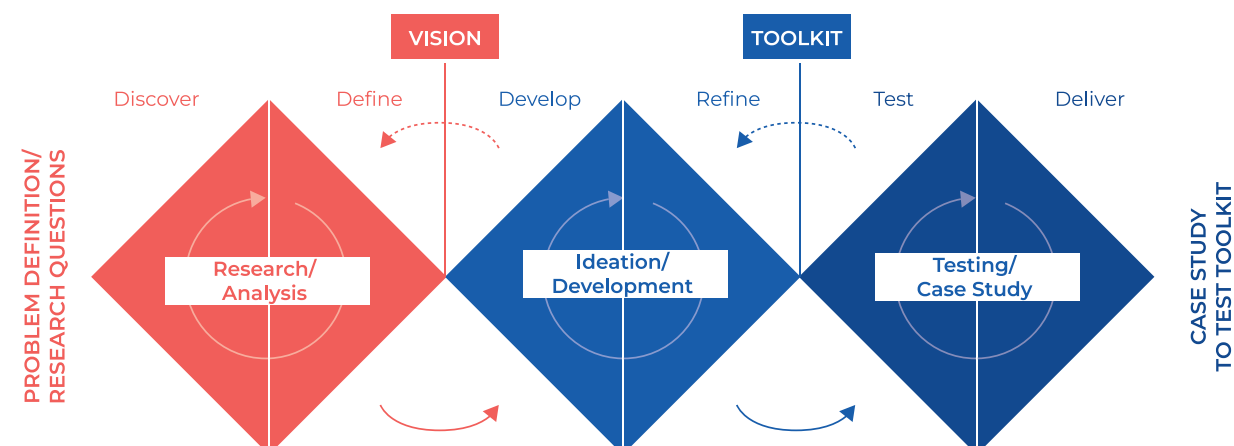 VISION
TOOLKIT
Discover
Define
Develop
Refine
Test
Deliver
PROBLEM DEFINITION/
RESEARCH QUESTIONS
Research/
Analysis
Ideation/
Development
Testing/
Case Study
CASE STUDY
TO TEST TOOLKIT